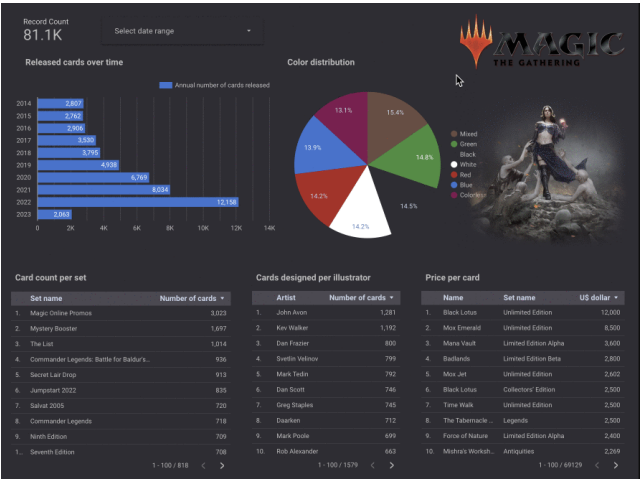 Record Count
81.1K
Select date range
MAGIC
THE GATHERING
Released cards over time
Color distribution
Annual number of cards released
2014 2,807
2015 2,762
2016 2,906
2017 3,530
2018 3,795
2019 4,938
2020 6,769
2021 8,034
2022 12,158
2023 2,063
0 2K 4K 6K 8K 10K 12K 14K
15.4%
14.8%
14.5%
14.2%
14.2%
13.9%
13.1%
Mixed
Green
Black
White
Red
Blue
Colorless
Card count per set
Set name Number of cards
1. Magic Online Promos 3,023
2. Mystery Booster 1,697
3. The List 1,014
4. Commander Legends: Battle for Baldur's... 936
5. Secret Lair Drop 913
6. Jumpstart 2022 835
7. Salvat 2005 720
8. Commander Legends 718
9. Ninth Edition 709
1... Seventh Edition 708
1 - 100 / 818
Cards designed per illustrator
Artist Number of cards
1. John Avon 1,281
2. Kev Walker 1,192
3. Dan Frazier 800
4. Svetlin Velinov 799
5. Mark Tedin 792
6. Dan Scott 746
7. Greg Staples 745
8. Daarken 712
9. Mark Poole 699
10. Rob Alexander 663
1 - 100 / 1579
Price per card
Name Set name U$ dollar
1. Black Lotus Unlimited Edition 12,000
2. Mox Emerald Unlimited Edition 8,500
3. Mana Vault Limited Edition Alpha 3,600
4. Badlands Limited Edition Beta 2,800
5. Mox Jet Unlimited Edition 2,602
6. Black Lotus Collectors' Edition 2,500
7. Time Walk Unlimited Edition 2,500
8. The Tabernacle ... Legends 2,500
9. Force of Nature Limited Edition Alpha 2,400
10. Mishra's Worksh... Antiquities 2,269
1 - 100 / 69129